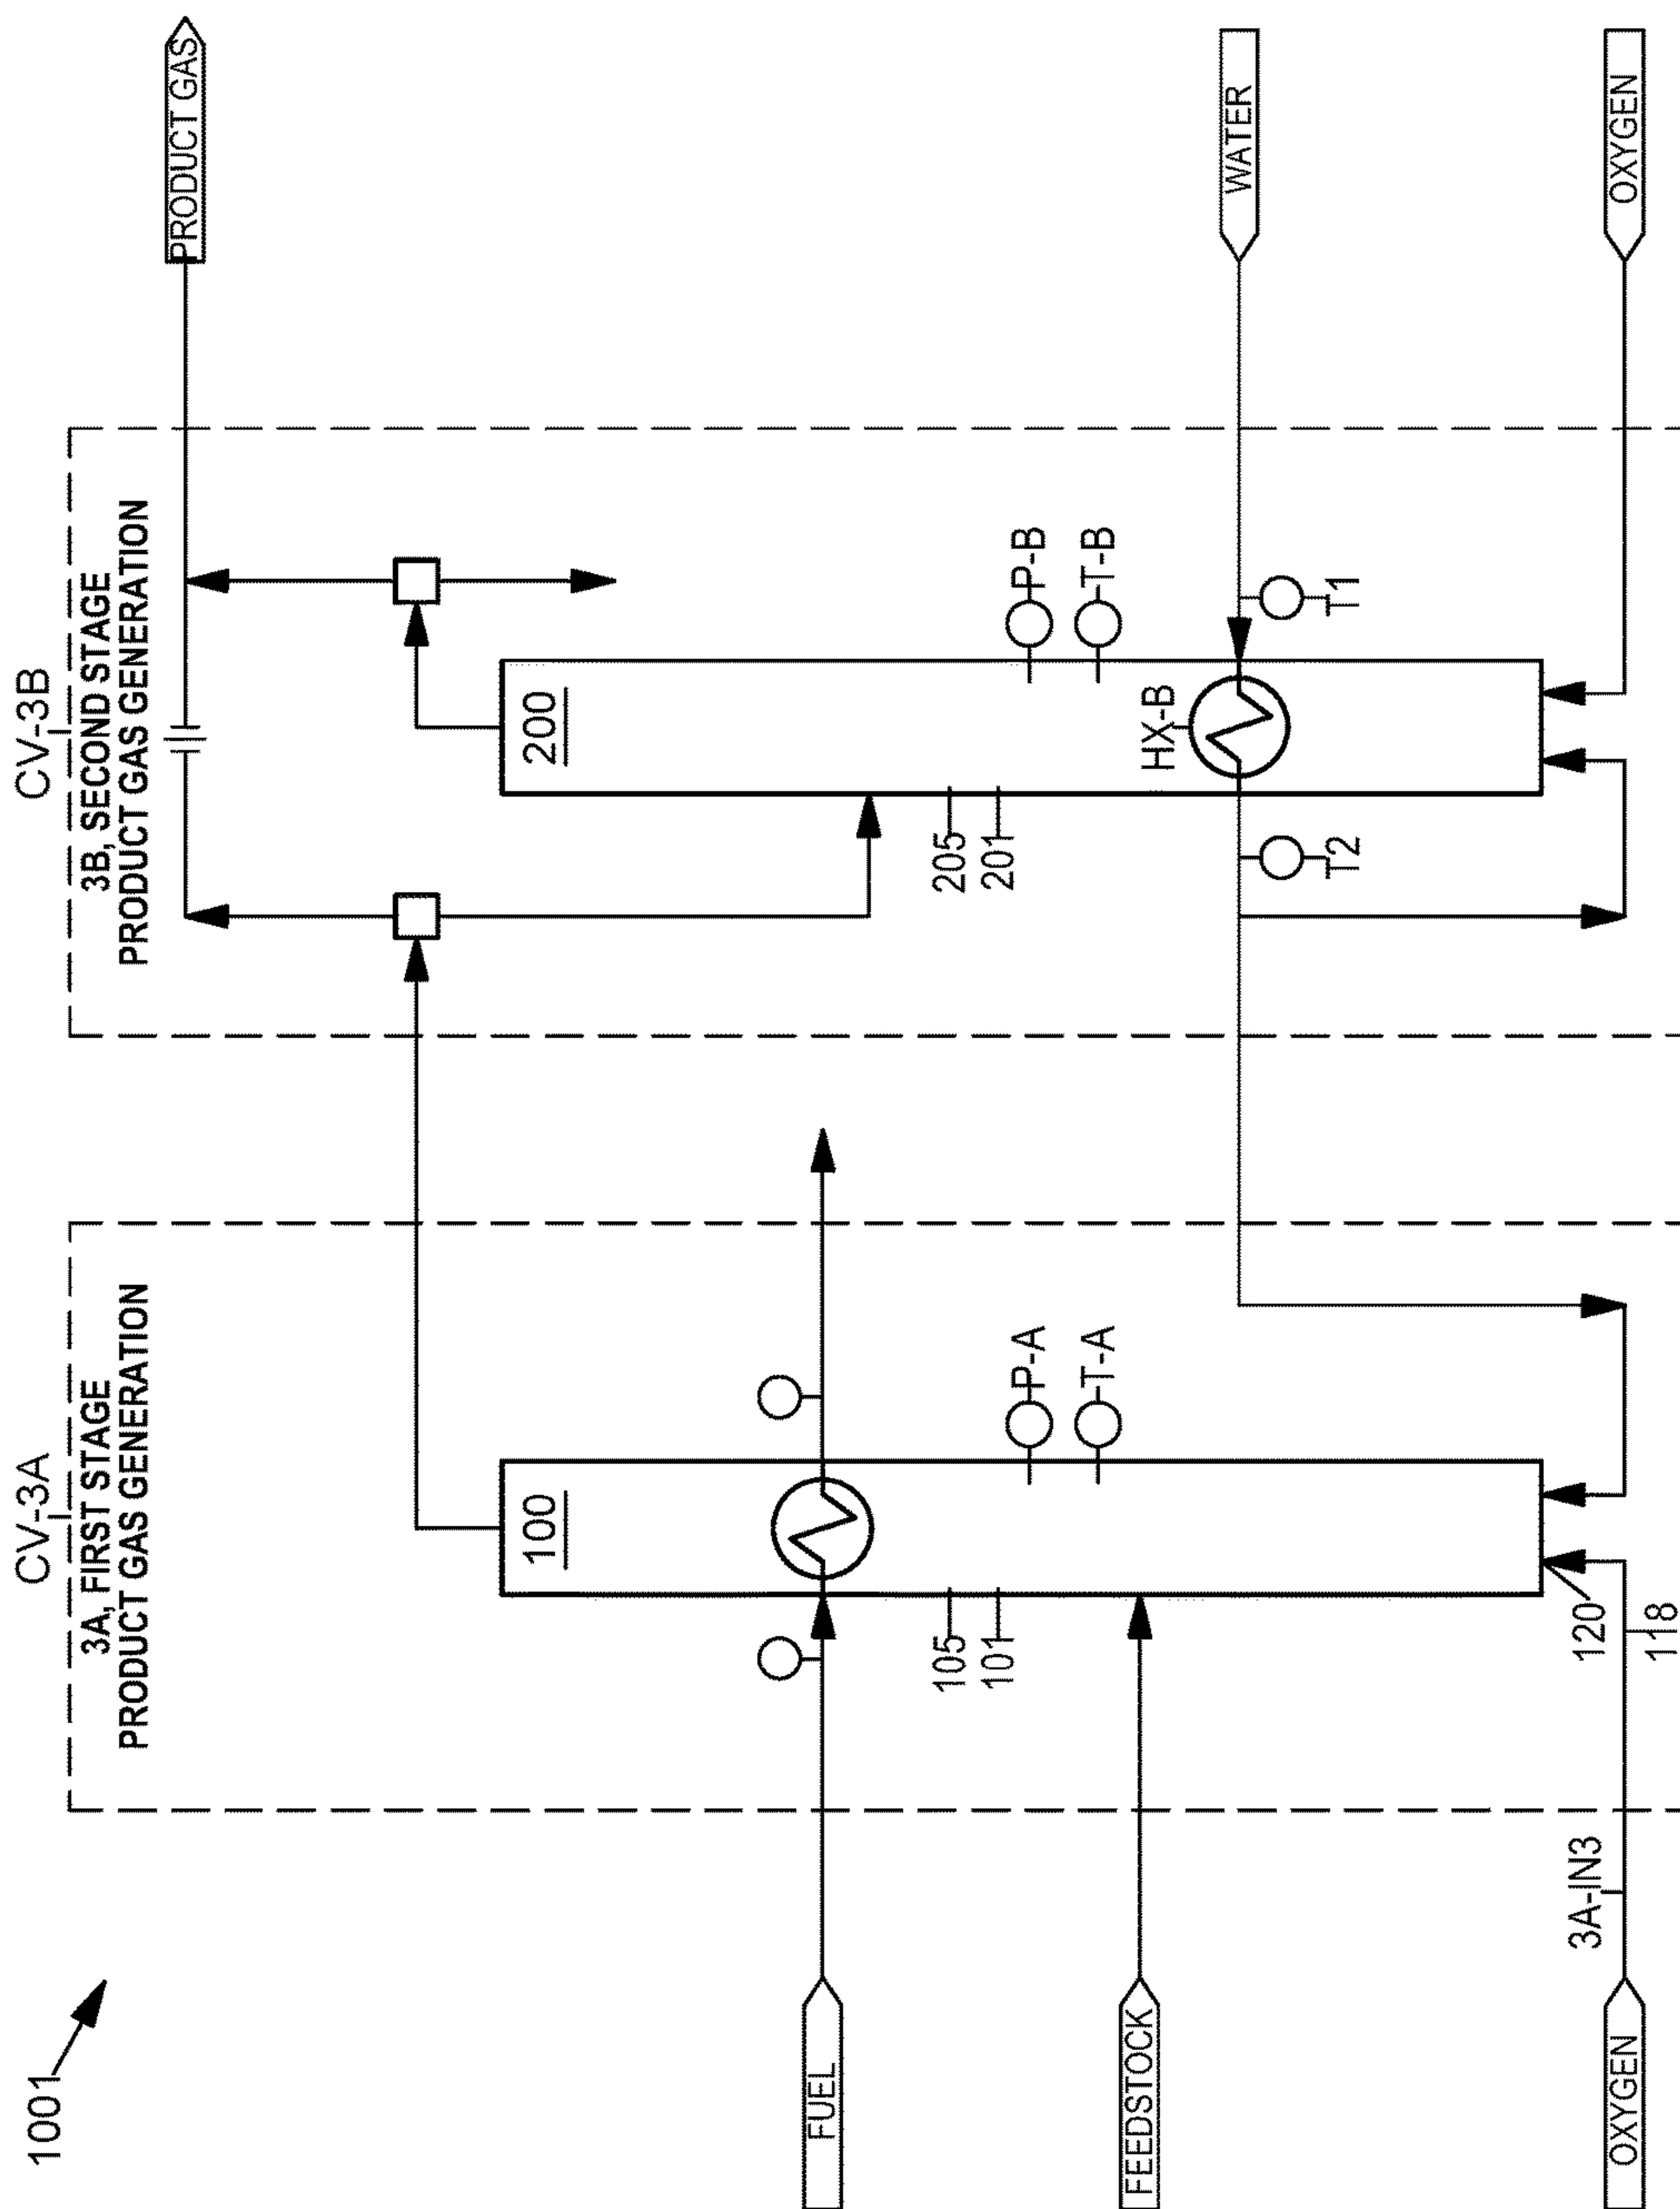 1001
CV-3A
3A, FIRST STAGE
PRODUCT GAS GENERATION
CV-3B
3B, SECOND STAGE
PRODUCT GAS GENERATION
PRODUCT GAS
100
200
FUEL
105
101
P-A
T-A
205
201
P-B
T-B
FEEDSTOCK
HX-B
WATER
T2
T1
3A-IN3
120
118
OXYGEN
OXYGEN